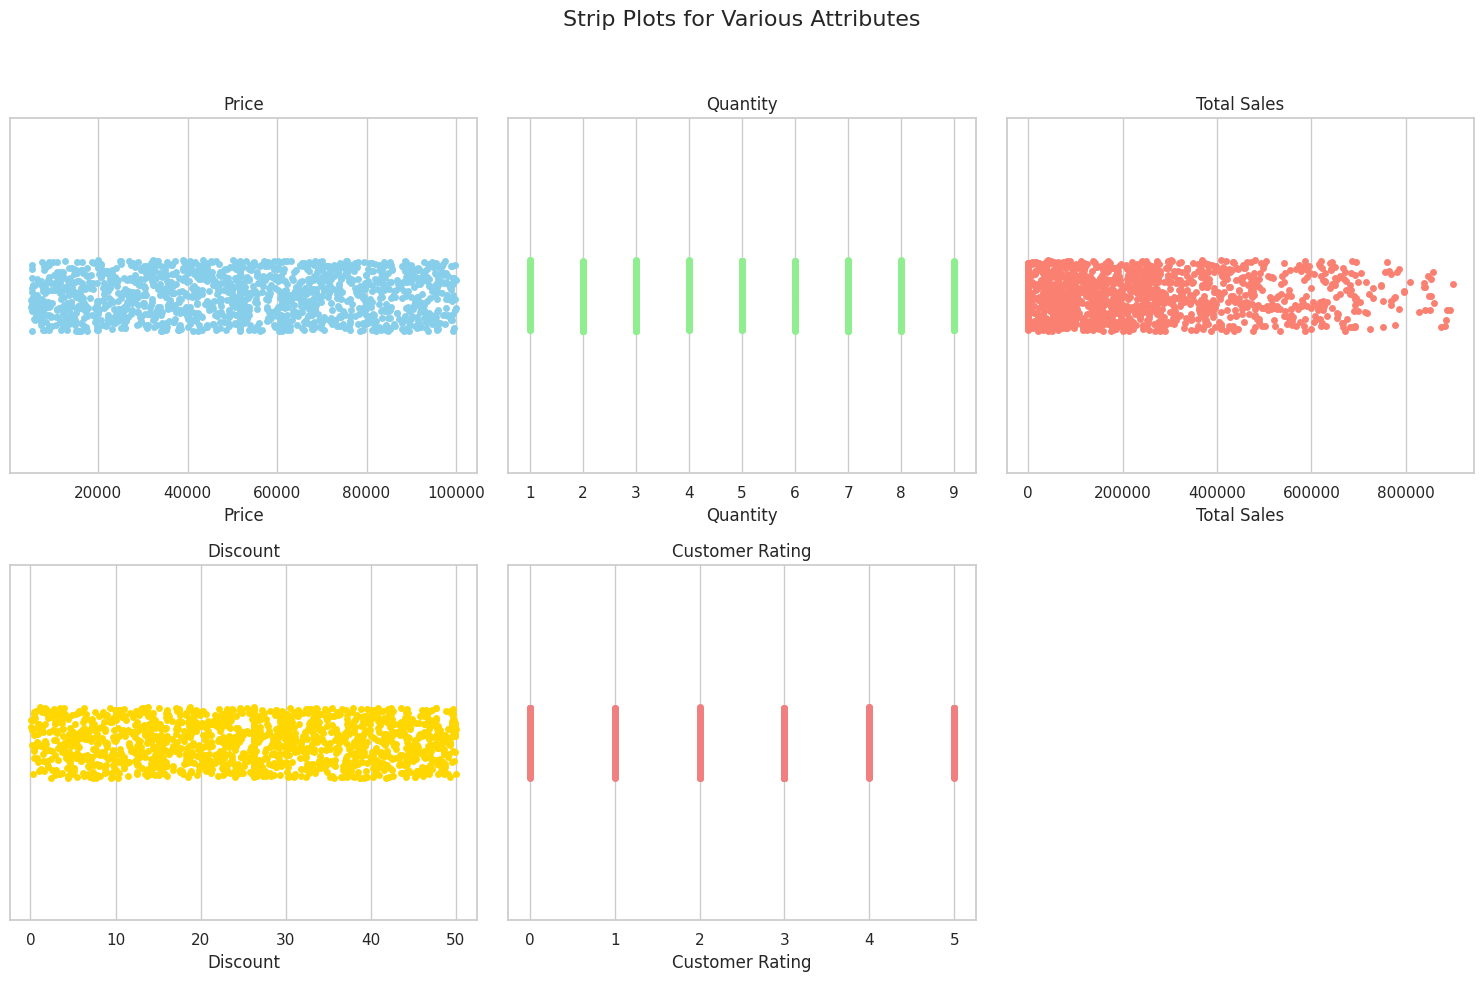 Strip Plots for Various Attributes
Price
20000 40000 60000 80000 100000
Price
Quantity
1 2 3 4 5 6 7 8 9
Quantity
Total Sales
0 200000 400000 600000 800000
Total Sales
Discount
0 10 20 30 40 50
Discount
Customer Rating
0 1 2 3 4 5
Customer Rating